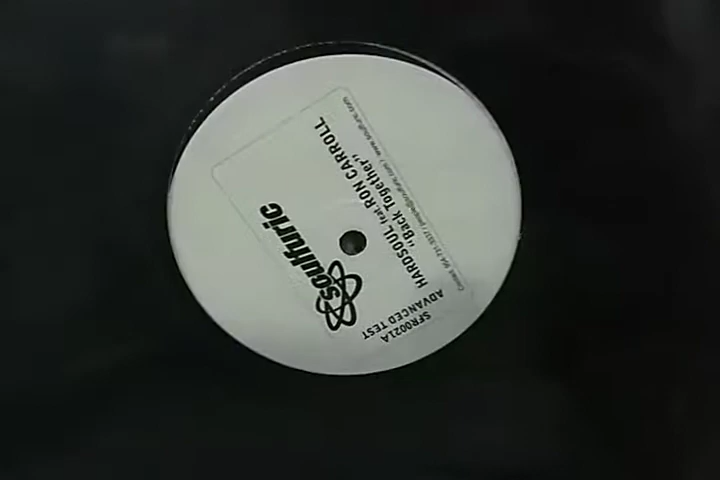 soulfuric
SFR0021A
ADVANCED TEST
HARDSOUL feat. RON CARROLL
"Back Together"